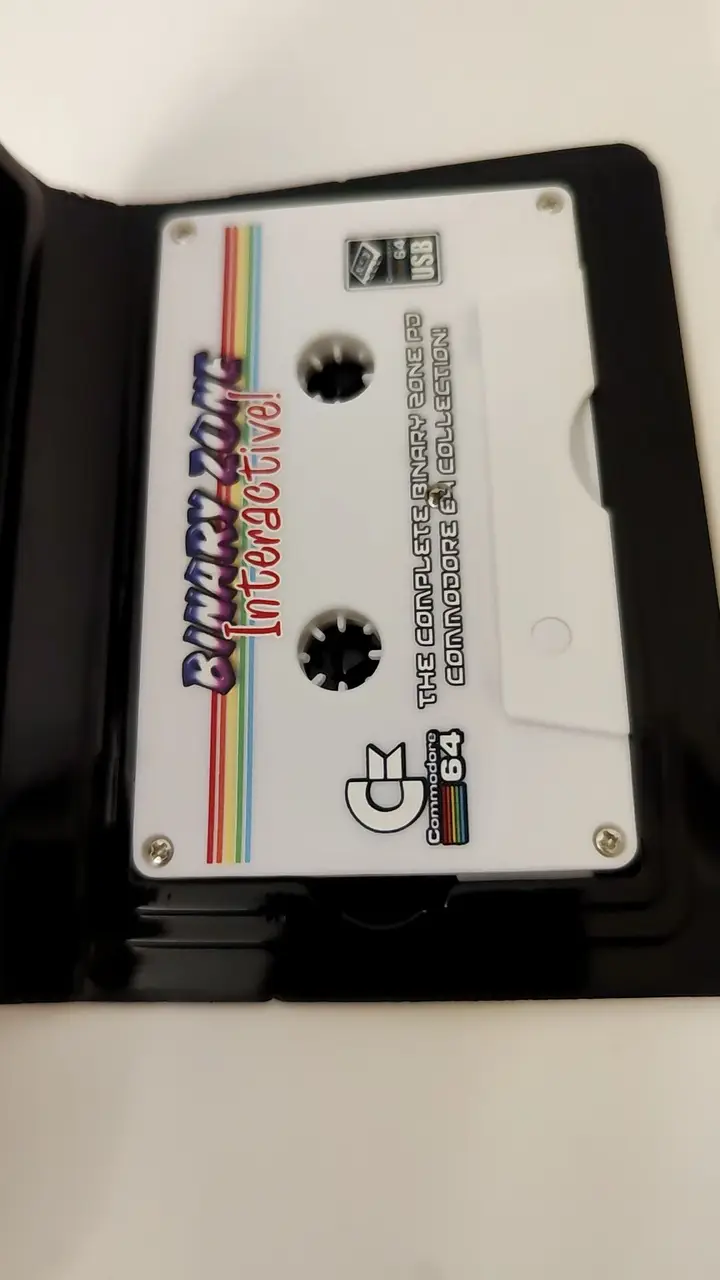 BINARY ZONE
Interactive!
64
USB
THE COMPLETE BINARY ZONE PD
COMMODORE 64 COLLECTION!
Commodore
64